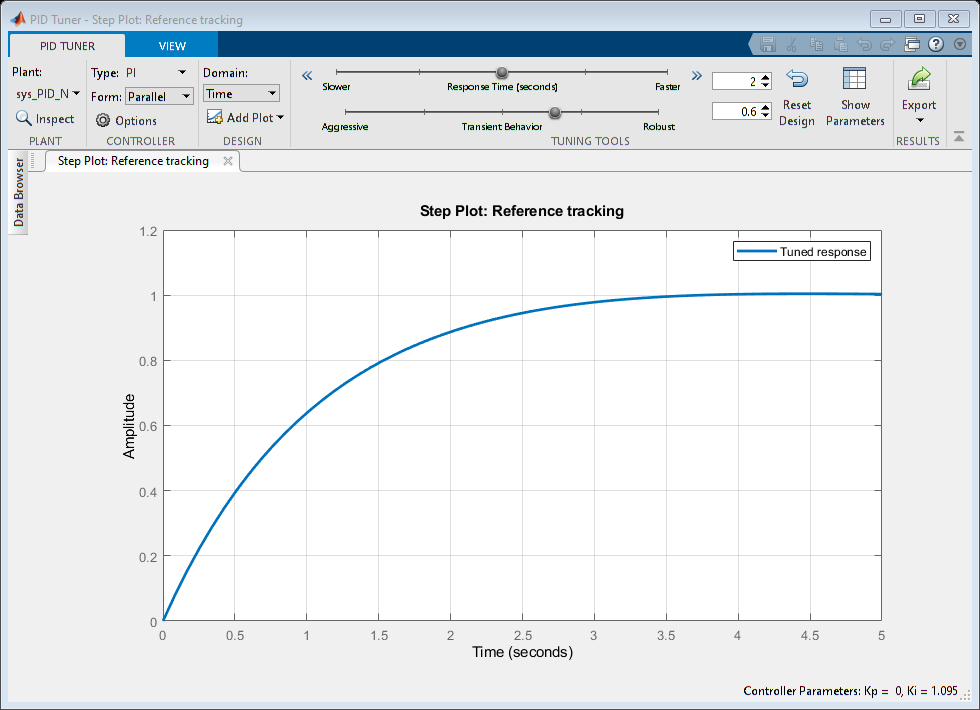 PID Tuner - Step Plot: Reference tracking
PID TUNER VIEW
Plant: Type: PI Domain:
sys_PID_N Form: Parallel Time
Inspect Options Add Plot
PLANT CONTROLLER DESIGN
Slower Response Time (seconds) Faster 2
Aggressive Transient Behavior Robust 0.6
Reset Design Show Parameters Export
TUNING TOOLS RESULTS
Data Browser
Step Plot: Reference tracking
Step Plot: Reference tracking
Tuned response
Amplitude
1.2
1
0.8
0.6
0.4
0.2
0
0 0.5 1 1.5 2 2.5 3 3.5 4 4.5 5
Time (seconds)
Controller Parameters: Kp = 0, Ki = 1.095